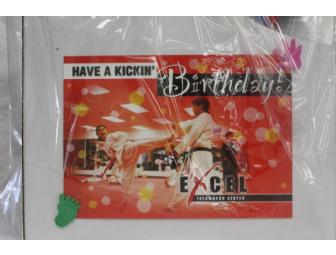 HAVE A KICKIN'
Birthday!
EXCEL
TAEKWONDO CENTER